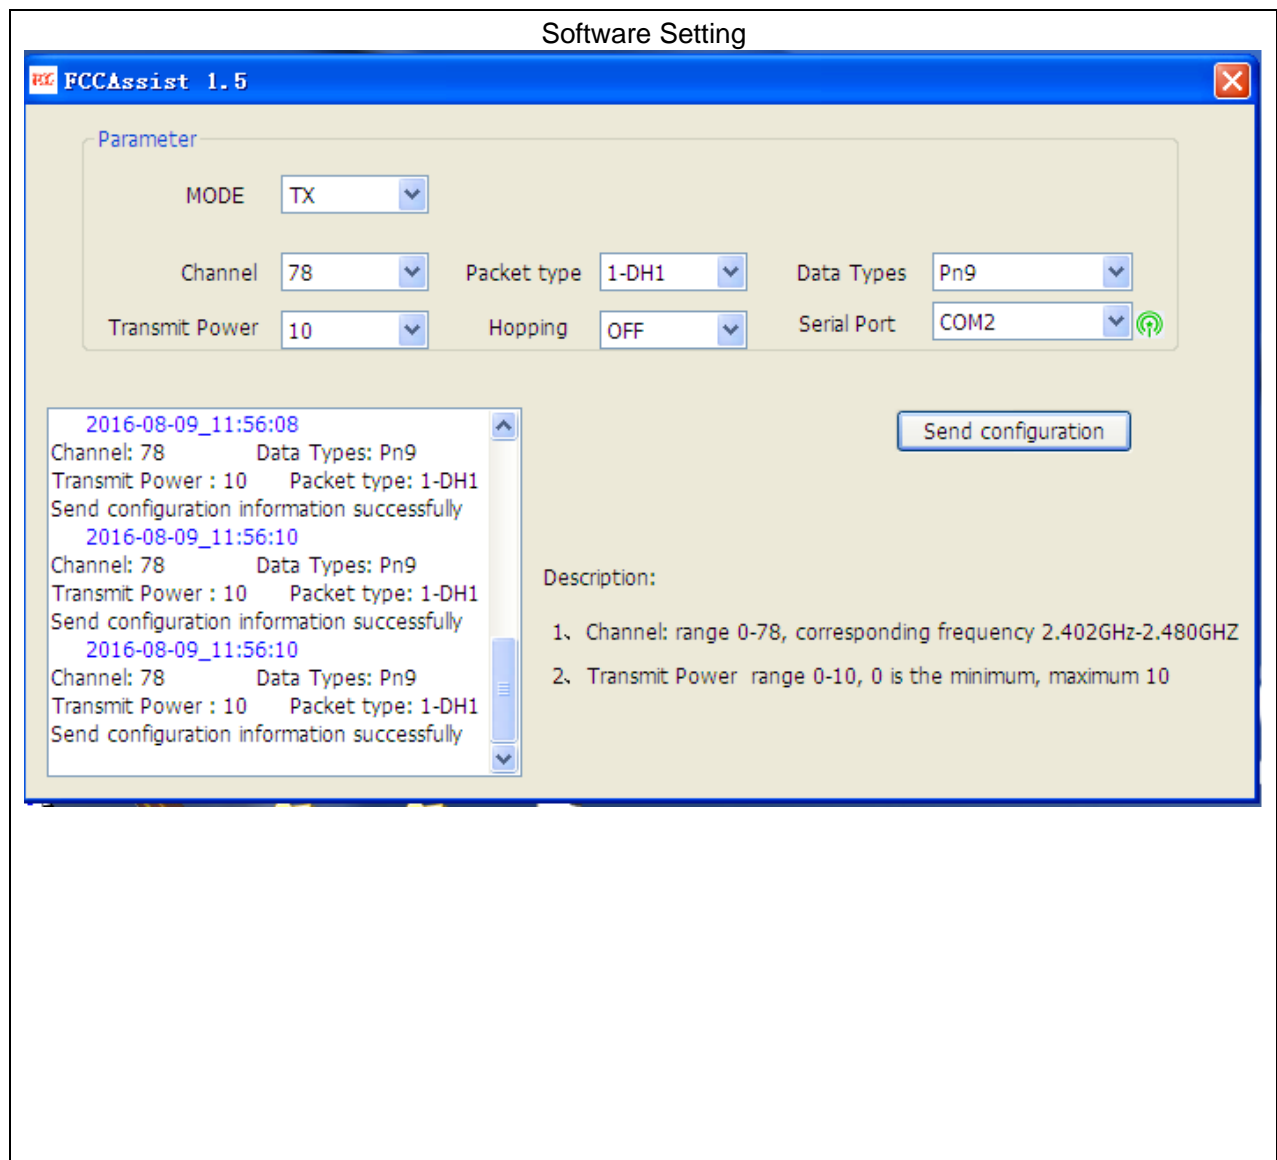 Software Setting
FCCAssist 1.5
Parameter
MODE TX
Channel 78 Packet type 1-DH1 Data Types Pn9
Transmit Power 10 Hopping OFF Serial Port COM2
2016-08-09_11:56:08
Channel: 78 Data Types: Pn9
Transmit Power : 10 Packet type: 1-DH1
Send configuration information successfully
2016-08-09_11:56:10
Channel: 78 Data Types: Pn9
Transmit Power : 10 Packet type: 1-DH1
Send configuration information successfully
2016-08-09_11:56:10
Channel: 78 Data Types: Pn9
Transmit Power : 10 Packet type: 1-DH1
Send configuration information successfully
Send configuration
Description:
1、Channel: range 0-78, corresponding frequency 2.402GHz-2.480GHZ
2、Transmit Power range 0-10, 0 is the minimum, maximum 10